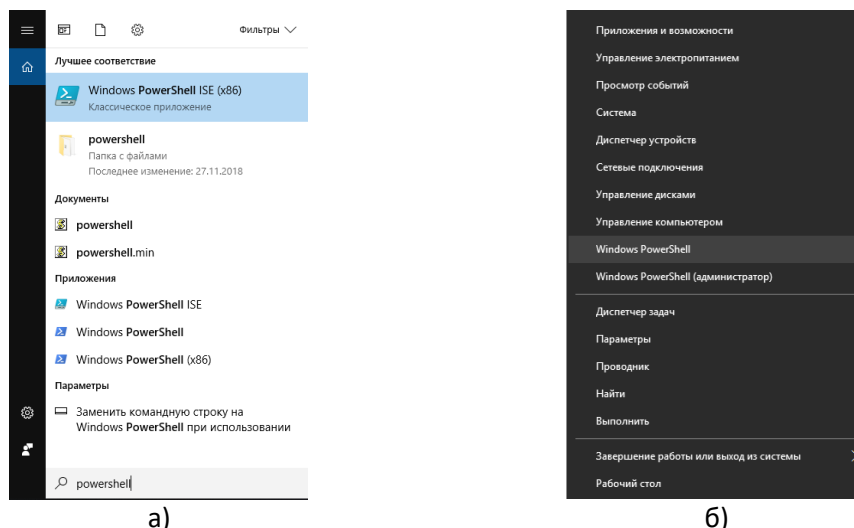 Фильтры
Лучшее соответствие
Windows PowerShell ISE (x86)
Классическое приложение
powershell
Папка с файлами
Последнее изменение: 27.11.2018
Документы
powershell
powershell.min
Приложения
Windows PowerShell ISE
Windows PowerShell
Windows PowerShell (x86)
Параметры
Заменить командную строку на
Windows PowerShell при использовании
powershell
а)
Приложения и возможности
Управление электропитанием
Просмотр событий
Система
Диспетчер устройств
Сетевые подключения
Управление дисками
Управление компьютером
Windows PowerShell
Windows PowerShell (администратор)
Диспетчер задач
Параметры
Проводник
Найти
Выполнить
Завершение работы или выход из системы
Рабочий стол
б)